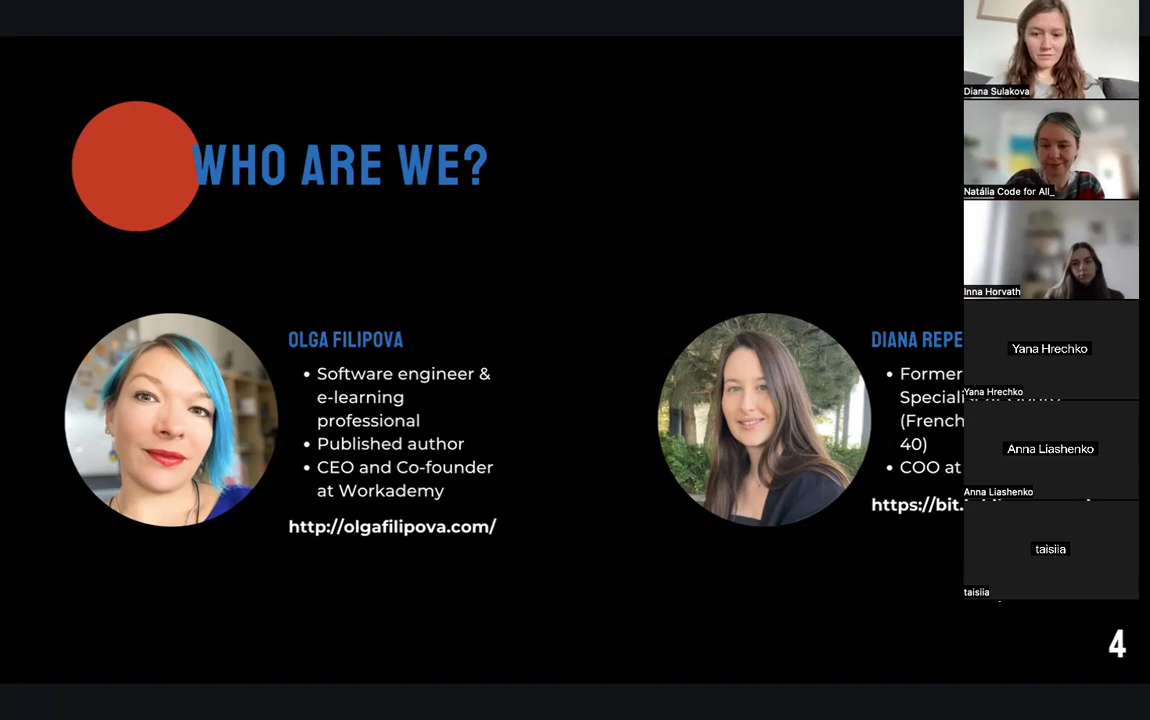 WHO ARE WE?
OLGA FILIPOVA
• Software engineer &
e-learning
professional
• Published author
• CEO and Co-founder
at Workademy
http://olgafilipova.com/
DIANA REPE
• Former
Speciali
(French
40)
• COO at
https://bit.
4
Diana Sulakova
Natália Code for All_
Inna Horvath
Yana Hrechko
Yana Hrechko
Anna Liashenko
Anna Liashenko
taisiia
taisiia